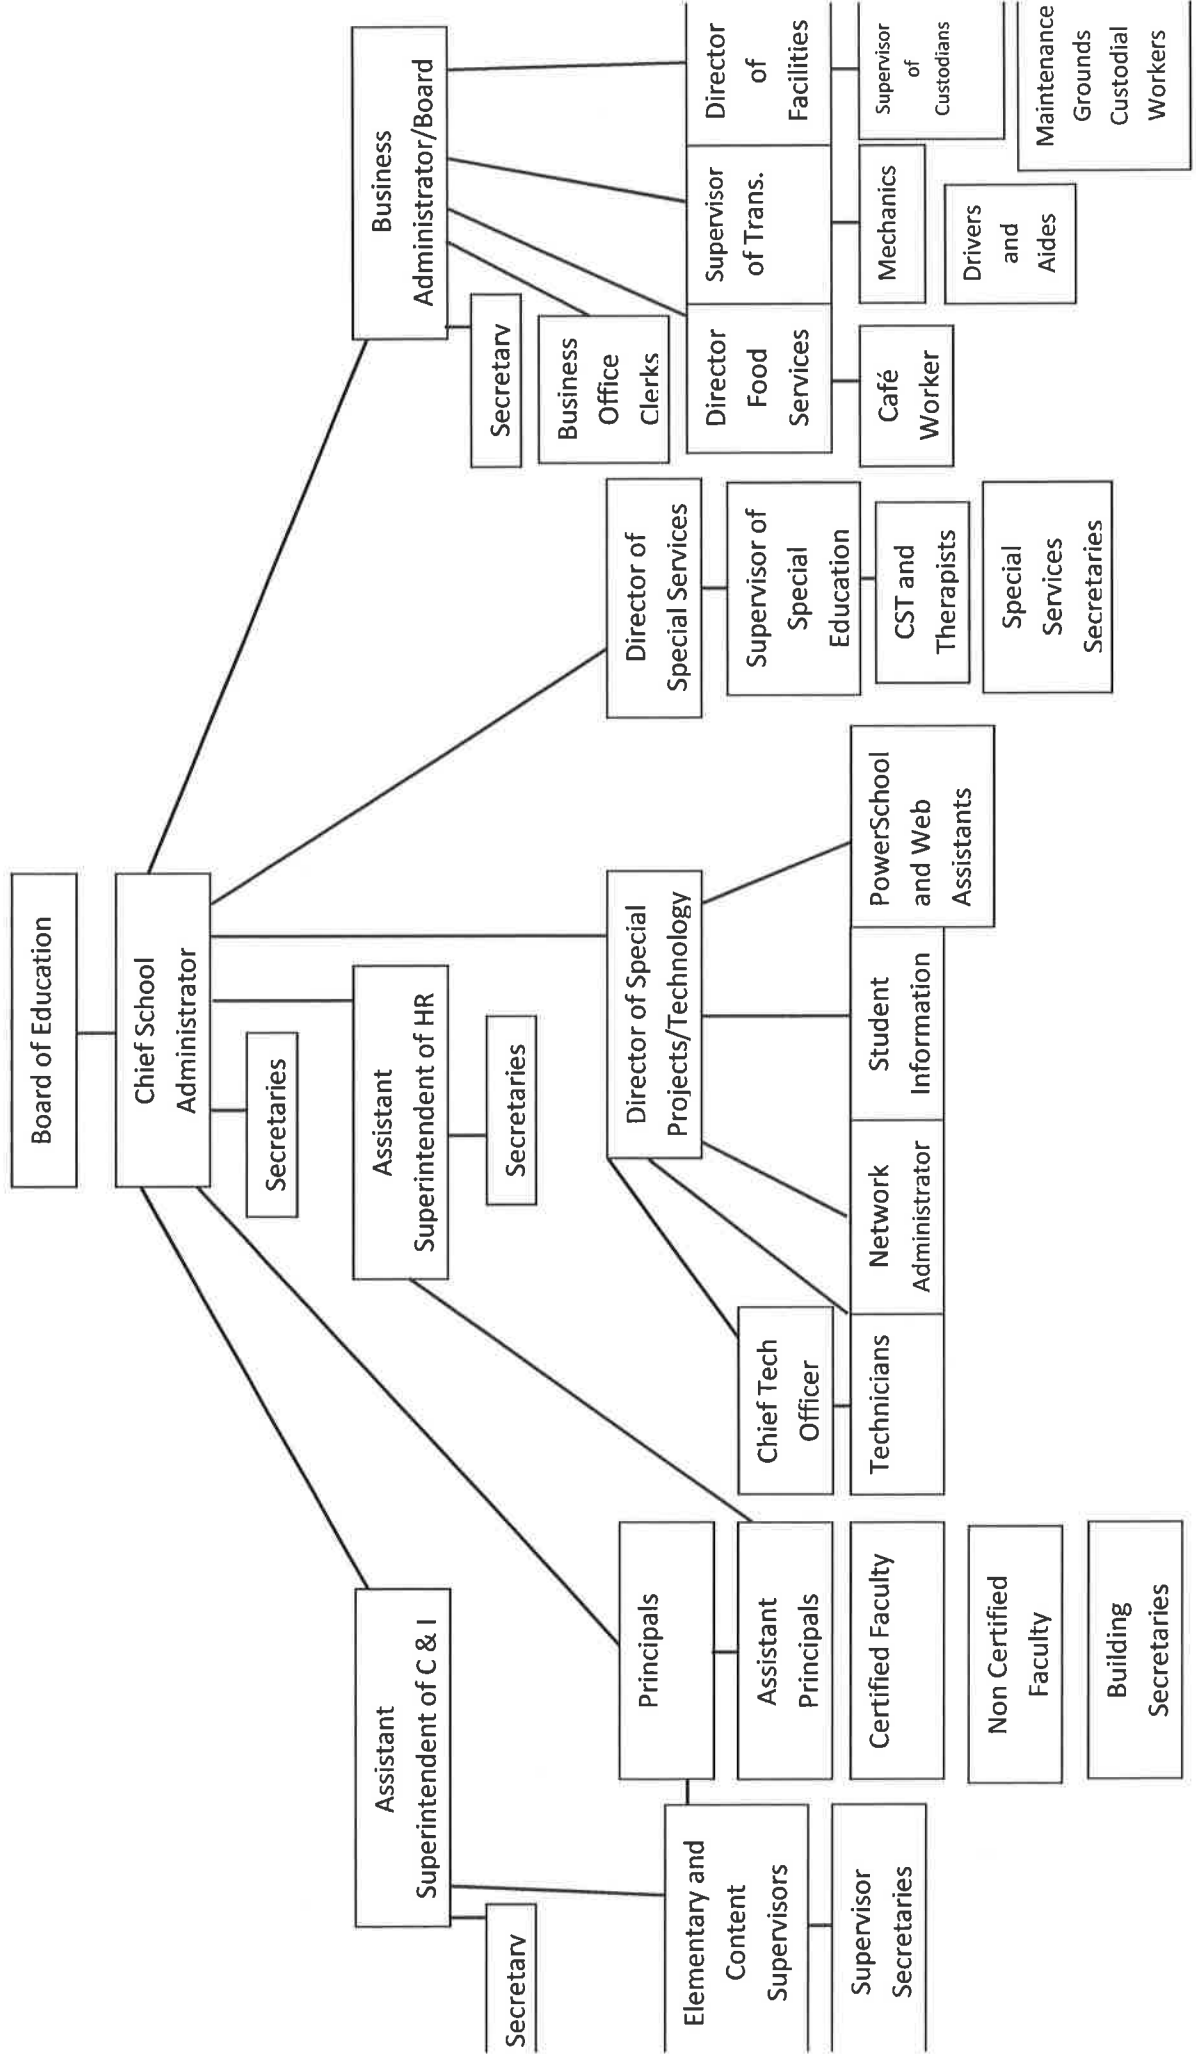 Board of Education
Chief School
Administrator
Secretaries
Assistant
Superintendent of C & I
Secretary
Assistant
Superintendent of HR
Secretaries
Business
Administrator/Board
Secretary
Business
Office
Clerks
Elementary and
Content
Supervisors
Supervisor
Secretaries
Principals
Assistant
Principals
Certified Faculty
Non Certified
Faculty
Building
Secretaries
Director of Special
Projects/Technology
Chief Tech
Officer
Technicians
Network
Administrator
Student
Information
PowerSchool
and Web
Assistants
Director of
Special Services
Supervisor of
Special
Education
CST and
Therapists
Special
Services
Secretaries
Director
Food
Services
Café
Worker
Supervisor
of Trans.
Mechanics
Drivers
and
Aides
Director
of
Facilities
Supervisor
of
Custodians
Maintenance
Grounds
Custodial
Workers